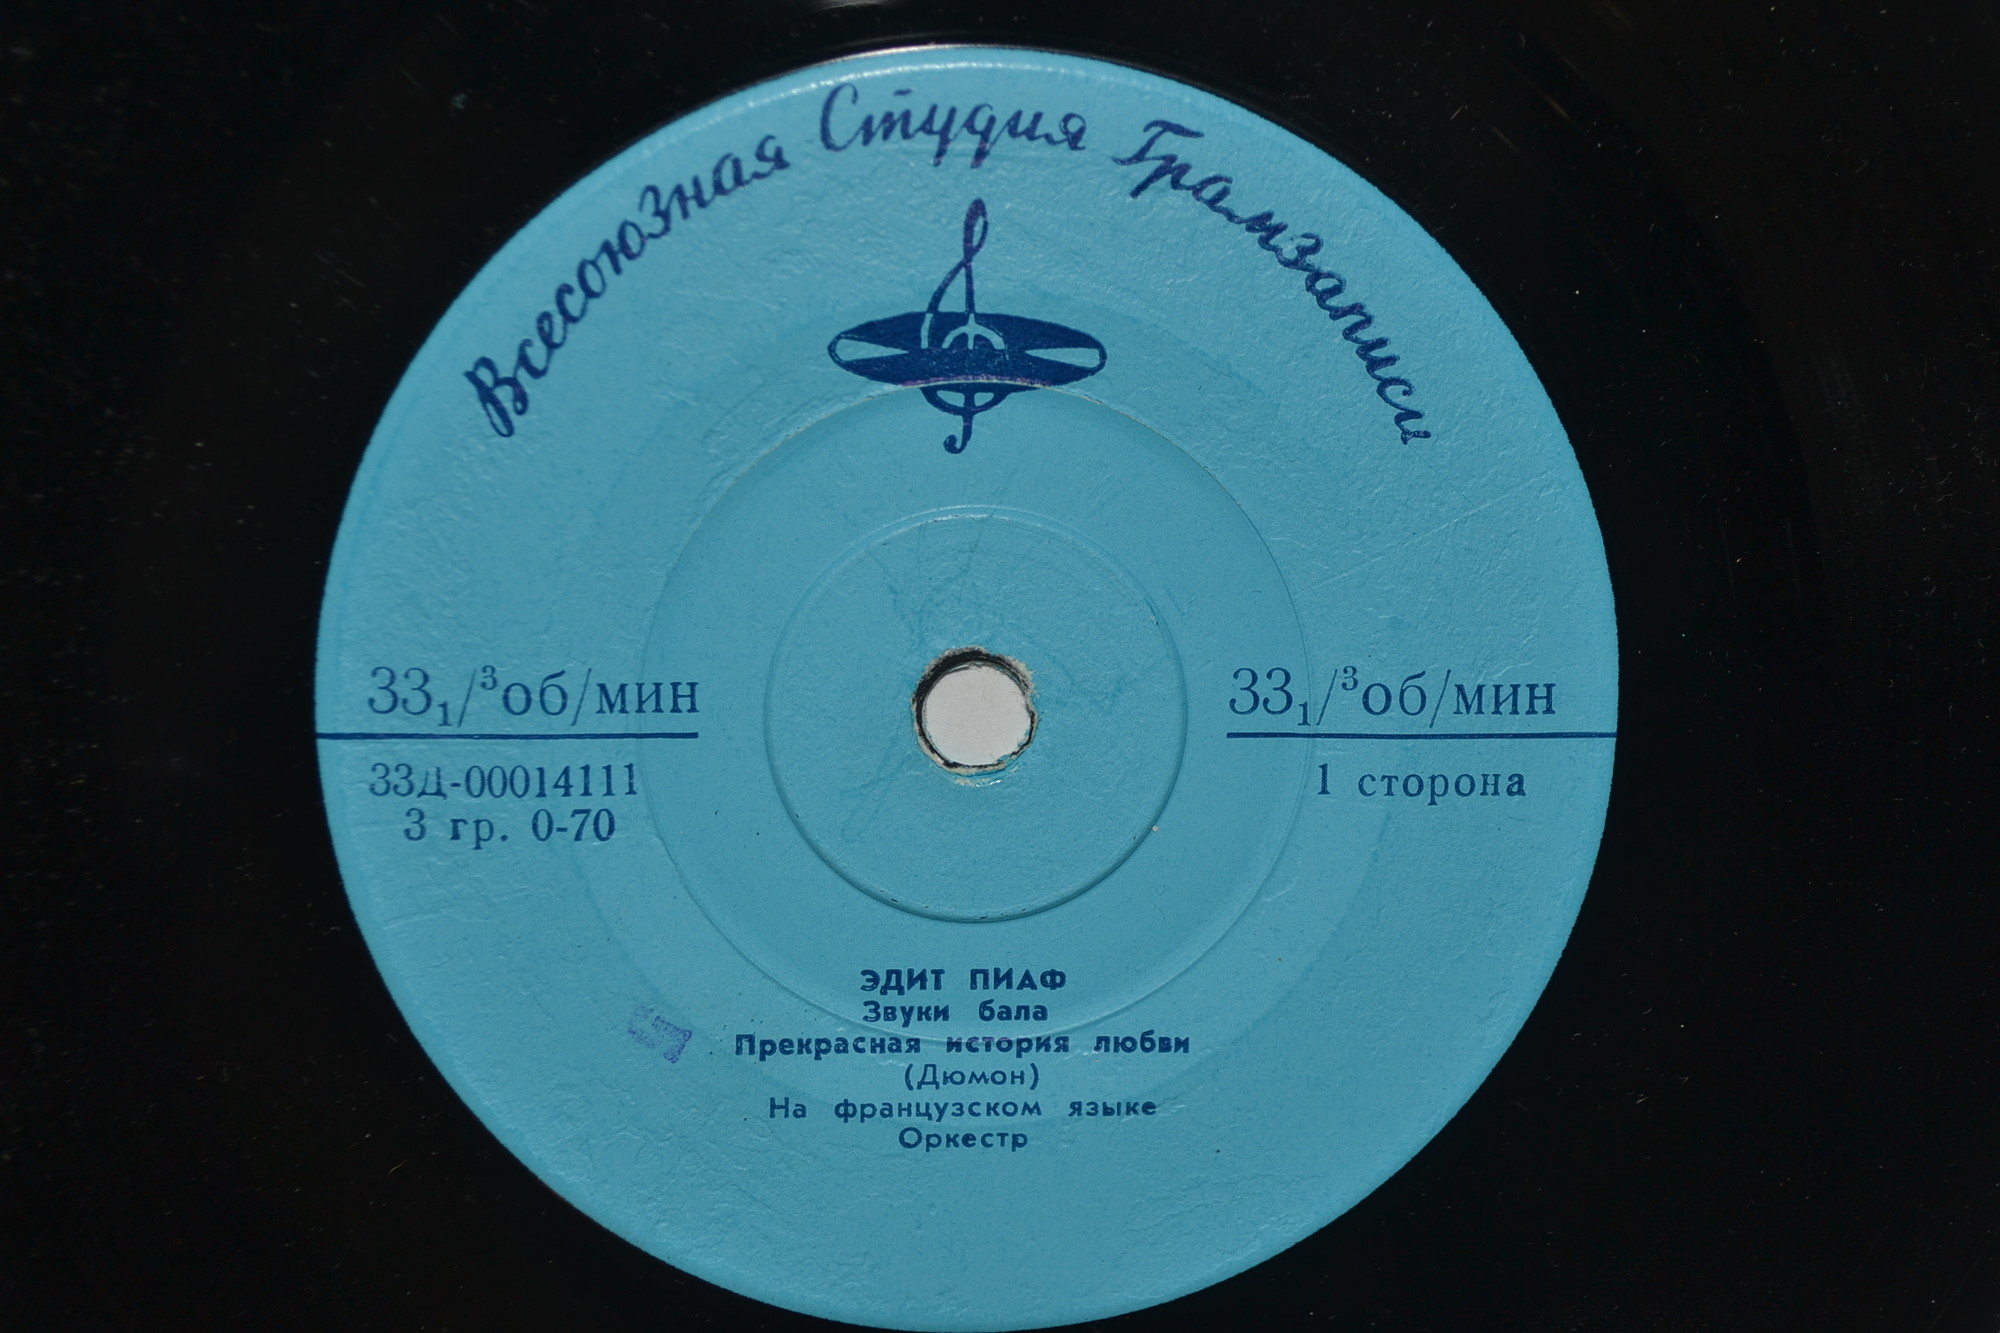 Всесоюзная Студия Грамзаписи
33 1/3 об/мин
33 1/3 об/мин
33Д-00014111
1 сторона
3 гр. 0-70
ЭДИТ ПИАФ
Звуки бала
Прекрасная история любви
(Дюмон)
На французском языке
Оркестр